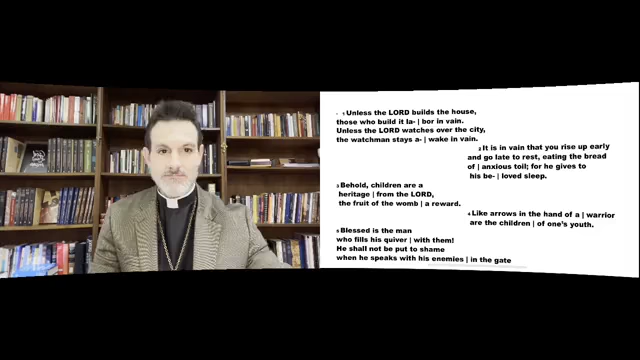 1 Unless the LORD builds the house,
those who build it la- | bor in vain.
Unless the LORD watches over the city,
the watchman stays a- | wake in vain.
2 It is in vain that you rise up early
and go late to rest, eating the bread
of | anxious toil; for he gives to
his be- | loved sleep.
3 Behold, children are a
heritage | from the LORD,
the fruit of the womb | a reward.
4 Like arrows in the hand of a | warrior
are the children | of one's youth.
5 Blessed is the man
who fills his quiver | with them!
He shall not be put to shame
when he speaks with his enemies | in the gate